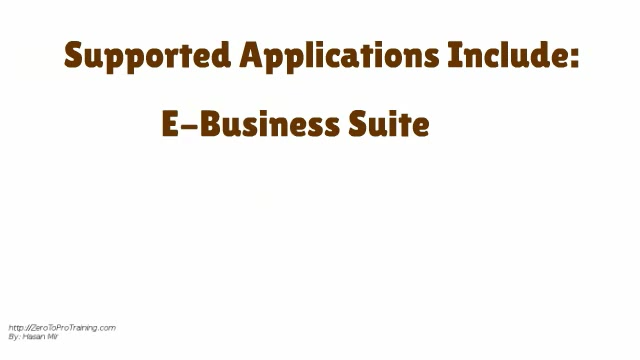 Supported Applications Include:
E-Business Suite
http://ZeroToProTraining.com
By: Hasan Mir